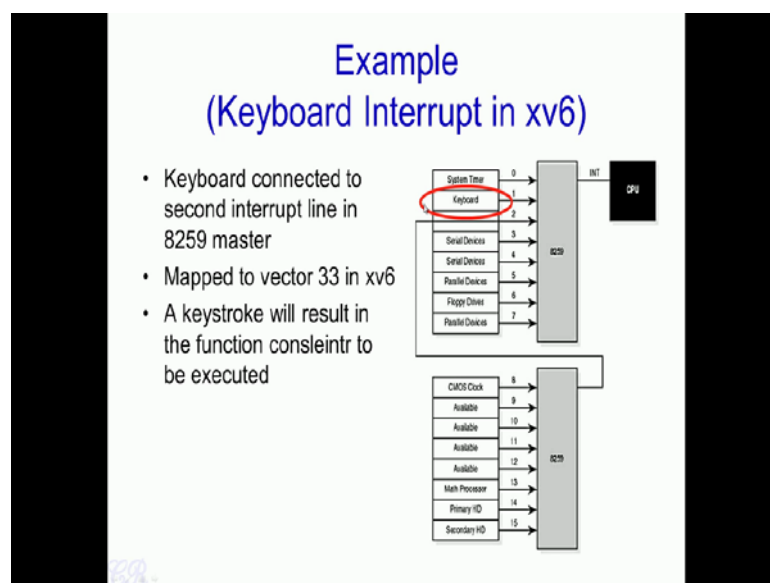 Example
(Keyboard Interrupt in xv6)
• Keyboard connected to
second interrupt line in
8259 master
• Mapped to vector 33 in xv6
• A keystroke will result in
the function consleintr to
be executed
System Timer 0
Keyboard 1
2
Serial Devices 3
Serial Devices 4
Parallel Devices 5
Floppy Drives 6
Parallel Devices 7
8259
INT
CPU
CMOS Clock 8
Available 9
Available 10
Available 11
Available 12
Math Processor 13
Primary HD 14
Secondary HD 15
8259